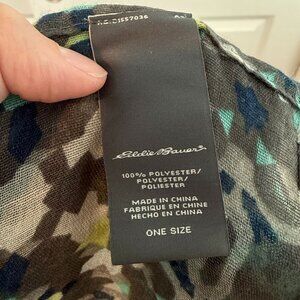 Eddie Bauer
100% POLYESTER/
POLYESTER/
POLIESTER
MADE IN CHINA
FABRIQUE EN CHINE
HECHO EN CHINA
ONE SIZE